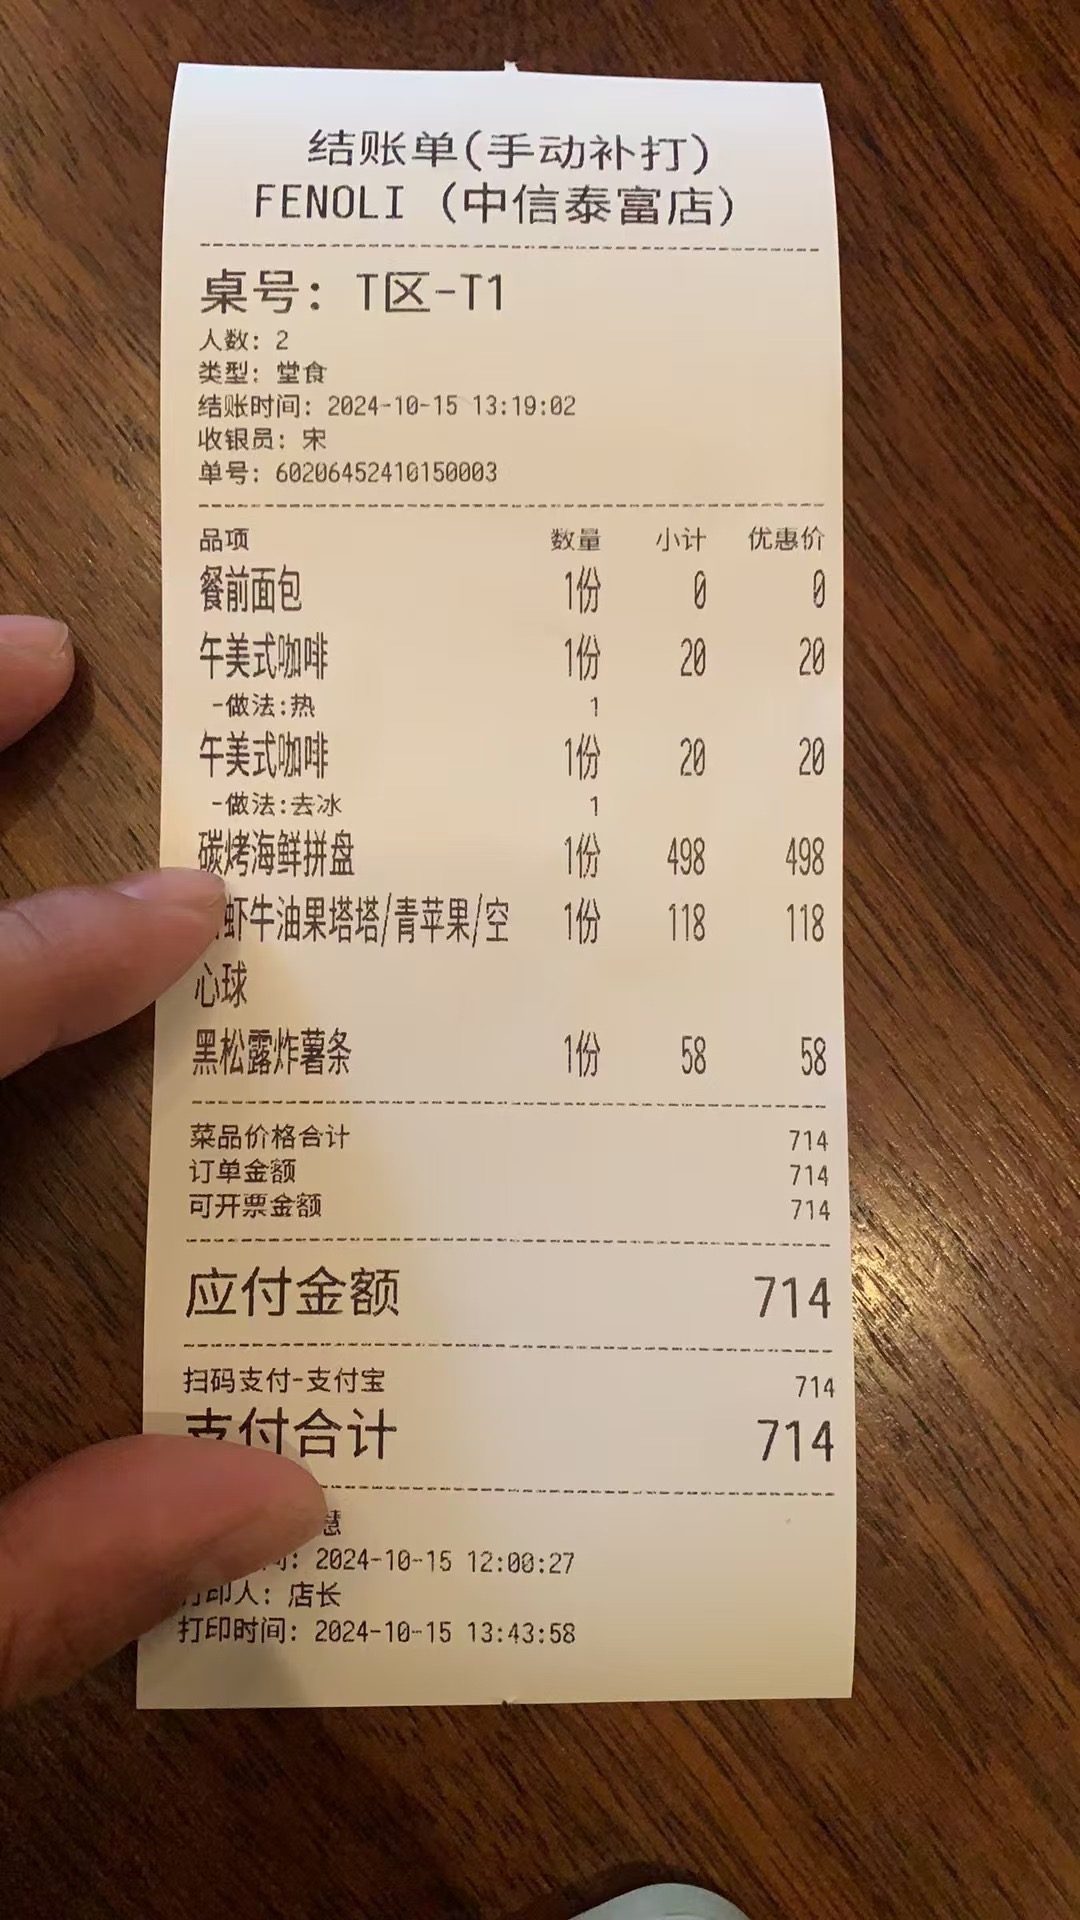 结账单(手动补打)
FENOLI (中信泰富店)
桌号: T区-T1
人数: 2
类型: 堂食
结账时间: 2024-10-15 13:19:02
收银员: 宋
单号: 60206452410150003
品项 数量 小计 优惠价
餐前面包 1份 0 0
午美式咖啡 1份 20 20
-做法:热 1
午美式咖啡 1份 20 20
-做法:去冰 1
碳烤海鲜拼盘 1份 498 498
虾牛油果塔塔/青苹果/空 1份 118 118
心球
黑松露炸薯条 1份 58 58
菜品价格合计 714
订单金额 714
可开票金额 714
应付金额 714
扫码支付-支付宝 714
支付合计 714
慧
间: 2024-10-15 12:00:27
打印人: 店长
打印时间: 2024-10-15 13:43:58